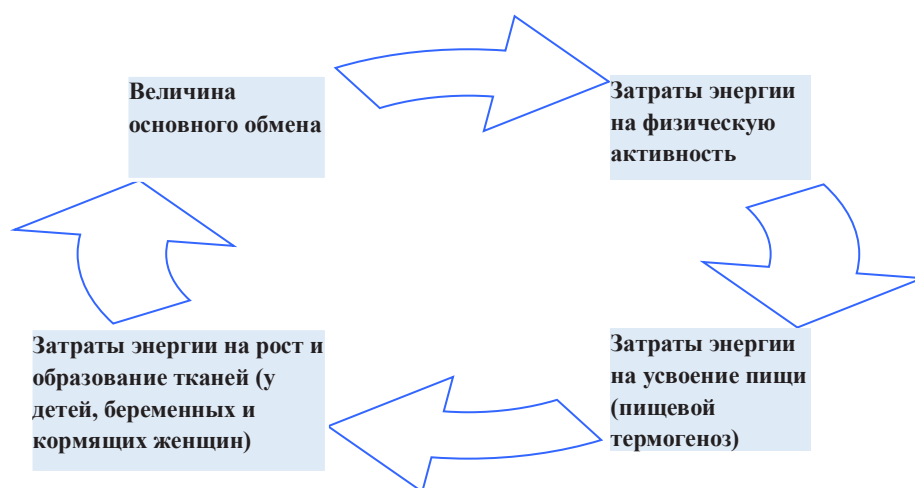 Величина
основного обмена
Затраты энергии
на физическую
активность
Затраты энергии
на усвоение пищи
(пищевой
термогеноз)
Затраты энергии на рост и
образование тканей (у
детей, беременных и
кормящих женщин)